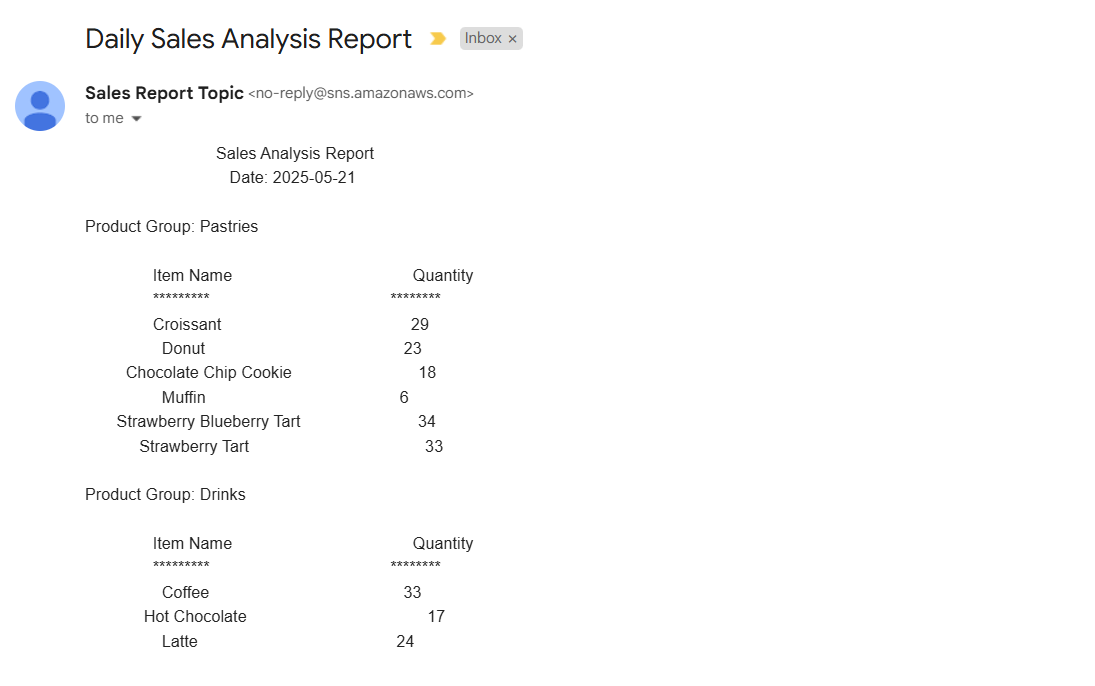 Daily Sales Analysis Report Inbox ×
Sales Report Topic <no-reply@sns.amazonaws.com>
to me
Sales Analysis Report
Date: 2025-05-21
Product Group: Pastries
Item Name Quantity
********* ********
Croissant 29
Donut 23
Chocolate Chip Cookie 18
Muffin 6
Strawberry Blueberry Tart 34
Strawberry Tart 33
Product Group: Drinks
Item Name Quantity
********* ********
Coffee 33
Hot Chocolate 17
Latte 24